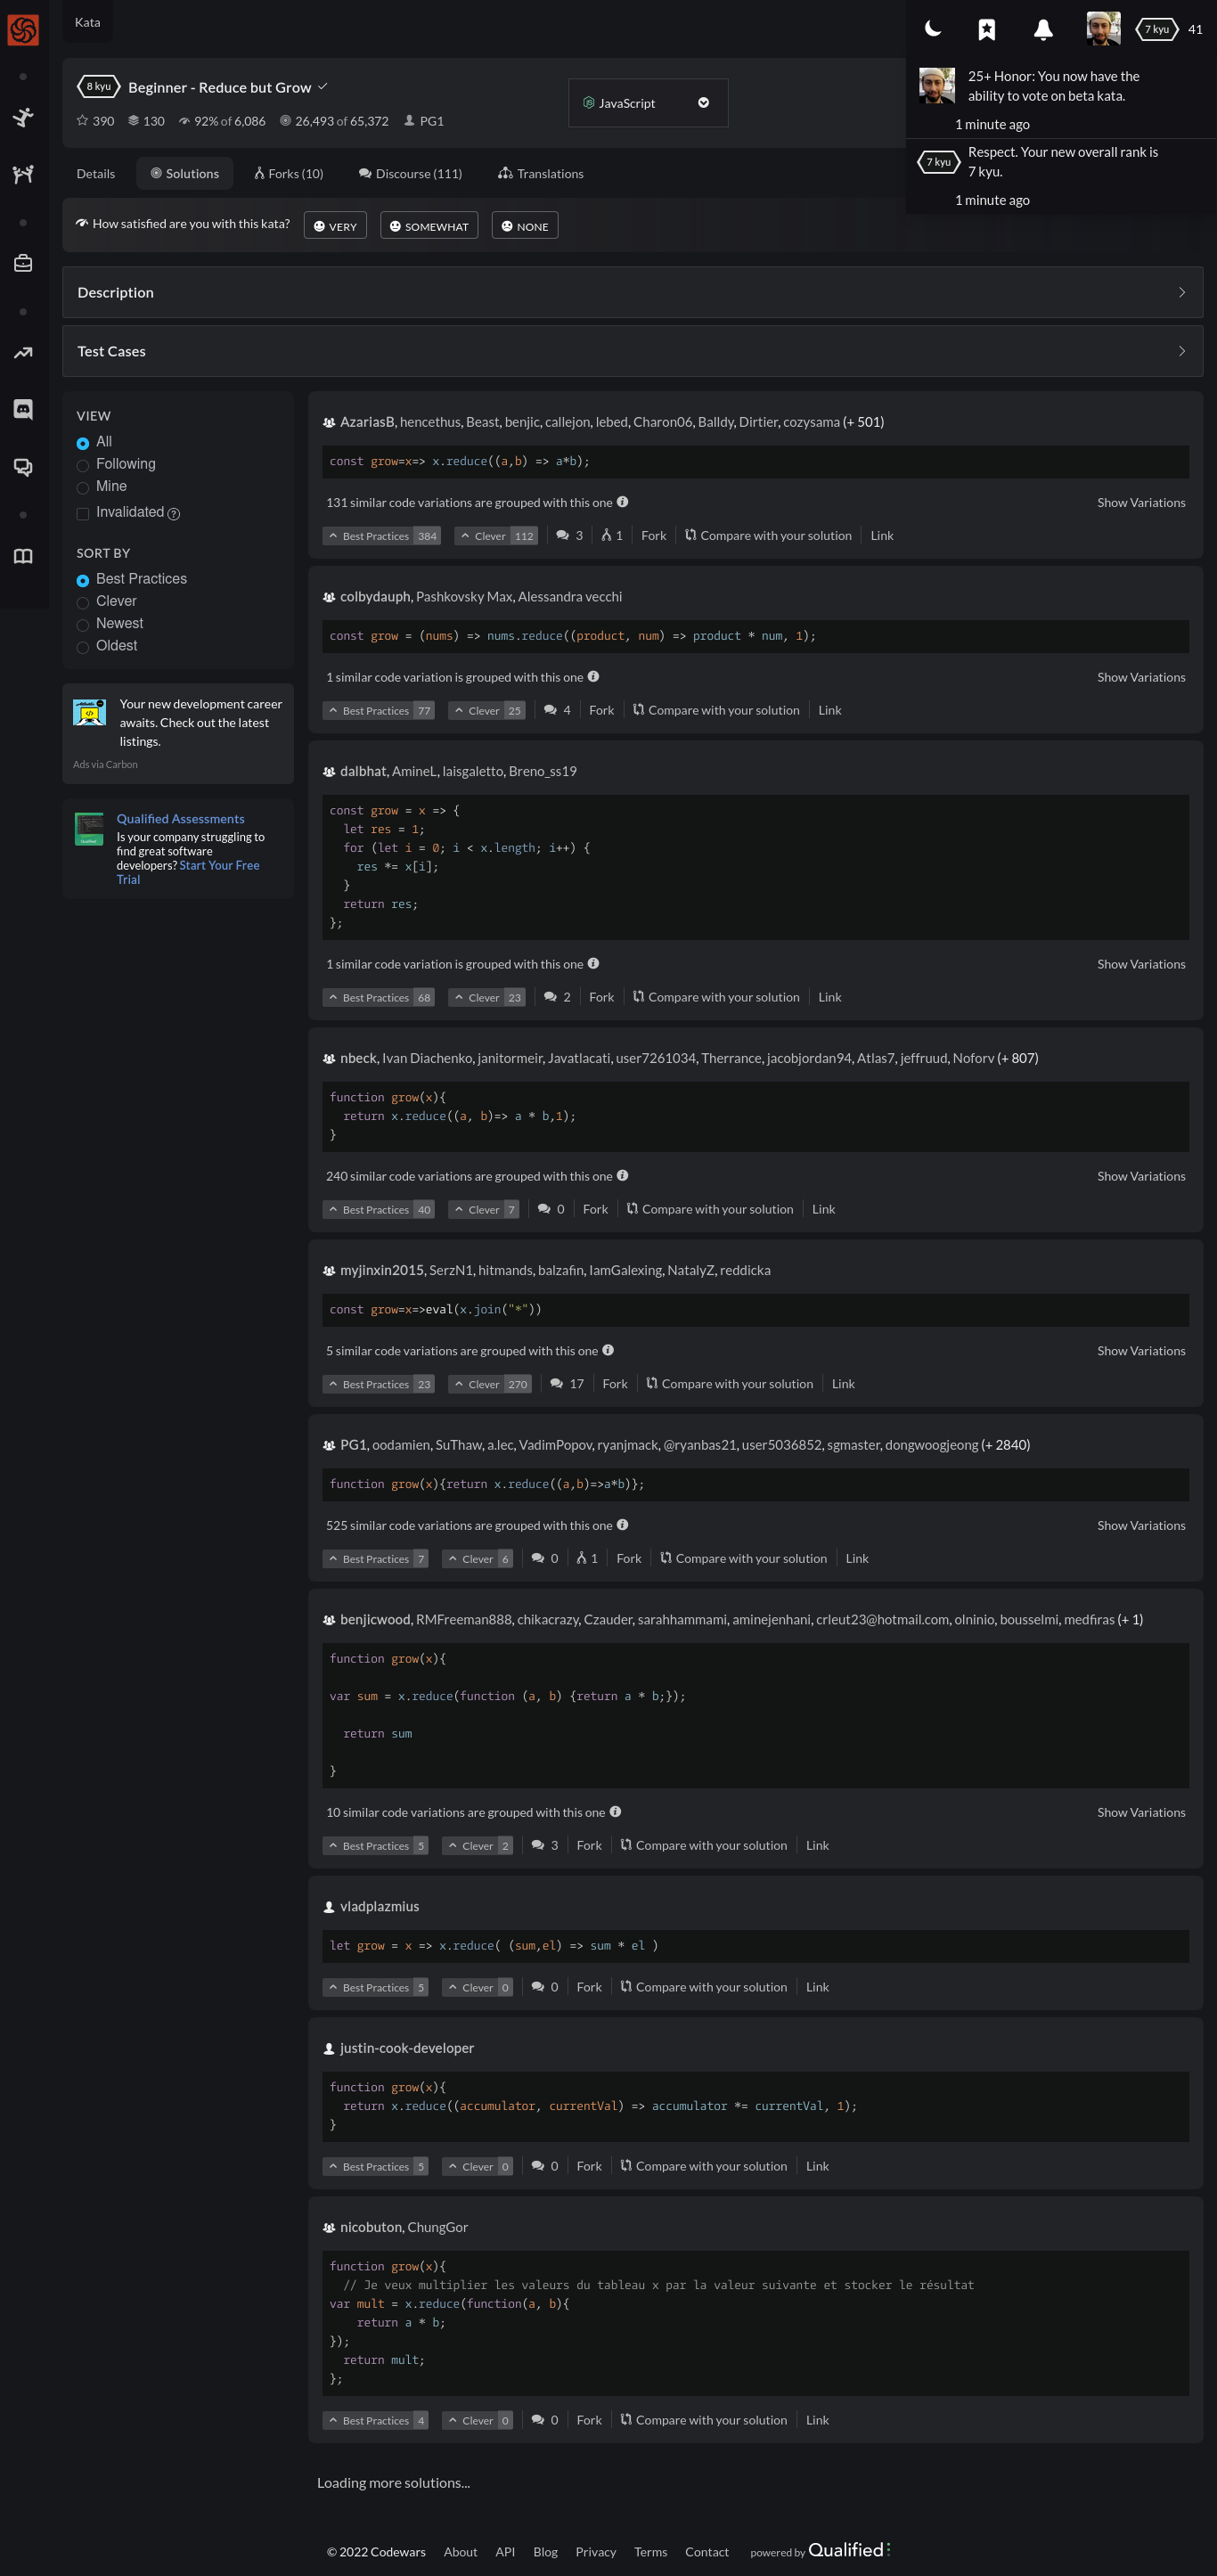 Kata
7 kyu 41
25+ Honor: You now have the
ability to vote on beta kata.
1 minute ago
7 kyu
Respect. Your new overall rank is
7 kyu.
1 minute ago
8 kyu Beginner - Reduce but Grow
390 130 92% of 6,086 26,493 of 65,372 PG1
JavaScript
Details Solutions Forks (10) Discourse (111) Translations
How satisfied are you with this kata? VERY SOMEWHAT NONE
Description
Test Cases
VIEW
All
Following
Mine
Invalidated
SORT BY
Best Practices
Clever
Newest
Oldest
Your new development career
awaits. Check out the latest
listings.
Ads via Carbon
Qualified Assessments
Is your company struggling to
find great software
developers? Start Your Free
Trial
AzariasB, hencethus, Beast, benjic, callejon, lebed, Charon06, Balldy, Dirtier, cozysama (+ 501)
const grow=x=> x.reduce((a,b) => a*b);
131 similar code variations are grouped with this one Show Variations
Best Practices 384 Clever 112 3 1 Fork Compare with your solution Link
colbydauph, Pashkovsky Max, Alessandra vecchi
const grow = (nums) => nums.reduce((product, num) => product * num, 1);
1 similar code variation is grouped with this one Show Variations
Best Practices 77 Clever 25 4 Fork Compare with your solution Link
dalbhat, AmineL, laisgaletto, Breno_ss19
const grow = x => {
  let res = 1;
  for (let i = 0; i < x.length; i++) {
    res *= x[i];
  }
  return res;
};
1 similar code variation is grouped with this one Show Variations
Best Practices 68 Clever 23 2 Fork Compare with your solution Link
nbeck, Ivan Diachenko, janitormeir, Javatlacati, user7261034, Therrance, jacobjordan94, Atlas7, jeffruud, Noforv (+ 807)
function grow(x){
  return x.reduce((a, b)=> a * b,1);
}
240 similar code variations are grouped with this one Show Variations
Best Practices 40 Clever 7 0 Fork Compare with your solution Link
myjinxin2015, SerzN1, hitmands, balzafin, IamGalexing, NatalyZ, reddicka
const grow=x=>eval(x.join("*"))
5 similar code variations are grouped with this one Show Variations
Best Practices 23 Clever 270 17 Fork Compare with your solution Link
PG1, oodamien, SuThaw, a.lec, VadimPopov, ryanjmack, @ryanbas21, user5036852, sgmaster, dongwoogjeong (+ 2840)
function grow(x){return x.reduce((a,b)=>a*b)};
525 similar code variations are grouped with this one Show Variations
Best Practices 7 Clever 6 0 1 Fork Compare with your solution Link
benjicwood, RMFreeman888, chikacrazy, Czauder, sarahhammami, aminejenhani, crleut23@hotmail.com, olninio, bousselmi, medfiras (+ 1)
function grow(x){
var sum = x.reduce(function (a, b) {return a * b;});
  return sum
}
10 similar code variations are grouped with this one Show Variations
Best Practices 5 Clever 2 3 Fork Compare with your solution Link
vladplazmius
let grow = x => x.reduce( (sum,el) => sum * el )
Best Practices 5 Clever 0 0 Fork Compare with your solution Link
justin-cook-developer
function grow(x){
  return x.reduce((accumulator, currentVal) => accumulator *= currentVal, 1);
}
Best Practices 5 Clever 0 0 Fork Compare with your solution Link
nicobuton, ChungGor
function grow(x){
  // Je veux multiplier les valeurs du tableau x par la valeur suivante et stocker le résultat
var mult = x.reduce(function(a, b){
    return a * b;
});
  return mult;
};
Best Practices 4 Clever 0 0 Fork Compare with your solution Link
Loading more solutions...
© 2022 Codewars About API Blog Privacy Terms Contact powered by Qualified